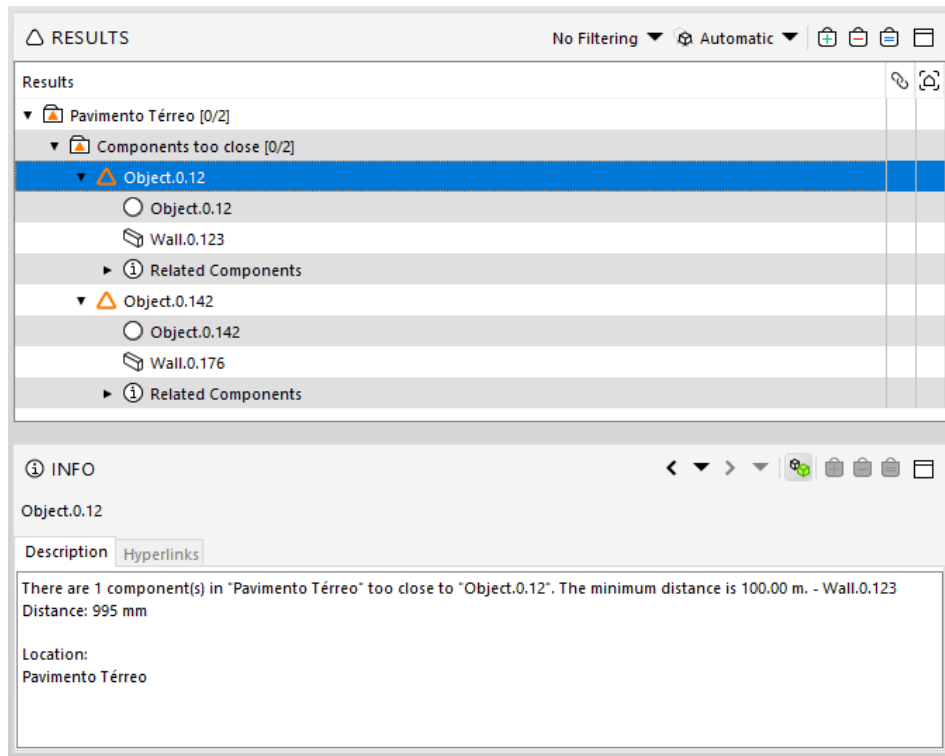 RESULTS
No Filtering Automatic
Results
Pavimento Térreo [0/2]
Components too close [0/2]
Object.0.12
Object.0.12
Wall.0.123
Related Components
Object.0.142
Object.0.142
Wall.0.176
Related Components
INFO
Object.0.12
Description Hyperlinks
There are 1 component(s) in "Pavimento Térreo" too close to "Object.0.12". The minimum distance is 100.00 m. - Wall.0.123
Distance: 995 mm
Location:
Pavimento Térreo